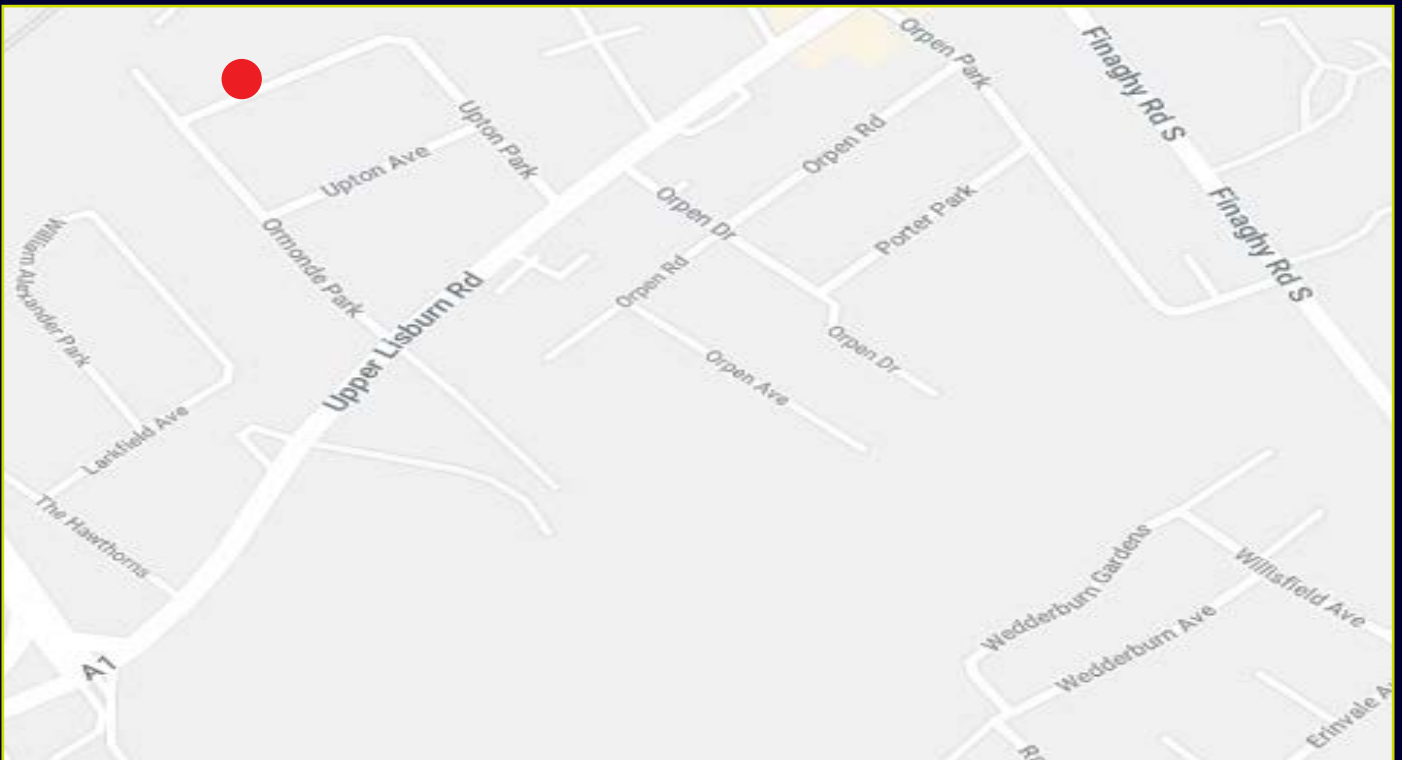 Orpen Park
Finaghy Rd S
Upton Park
Upton Ave
Orpen Rd
Orpen Dr
Porter Park
Finaghy Rd S
William Alexander Park
Ormonde Park
Orpen Rd
Upper Lisburn Rd
Orpen Dr
Orpen Ave
Larkfield Ave
The Hawthorns
Wedderburn Gardens
Willisfield Ave
Wedderburn Ave
A1
Erinvale